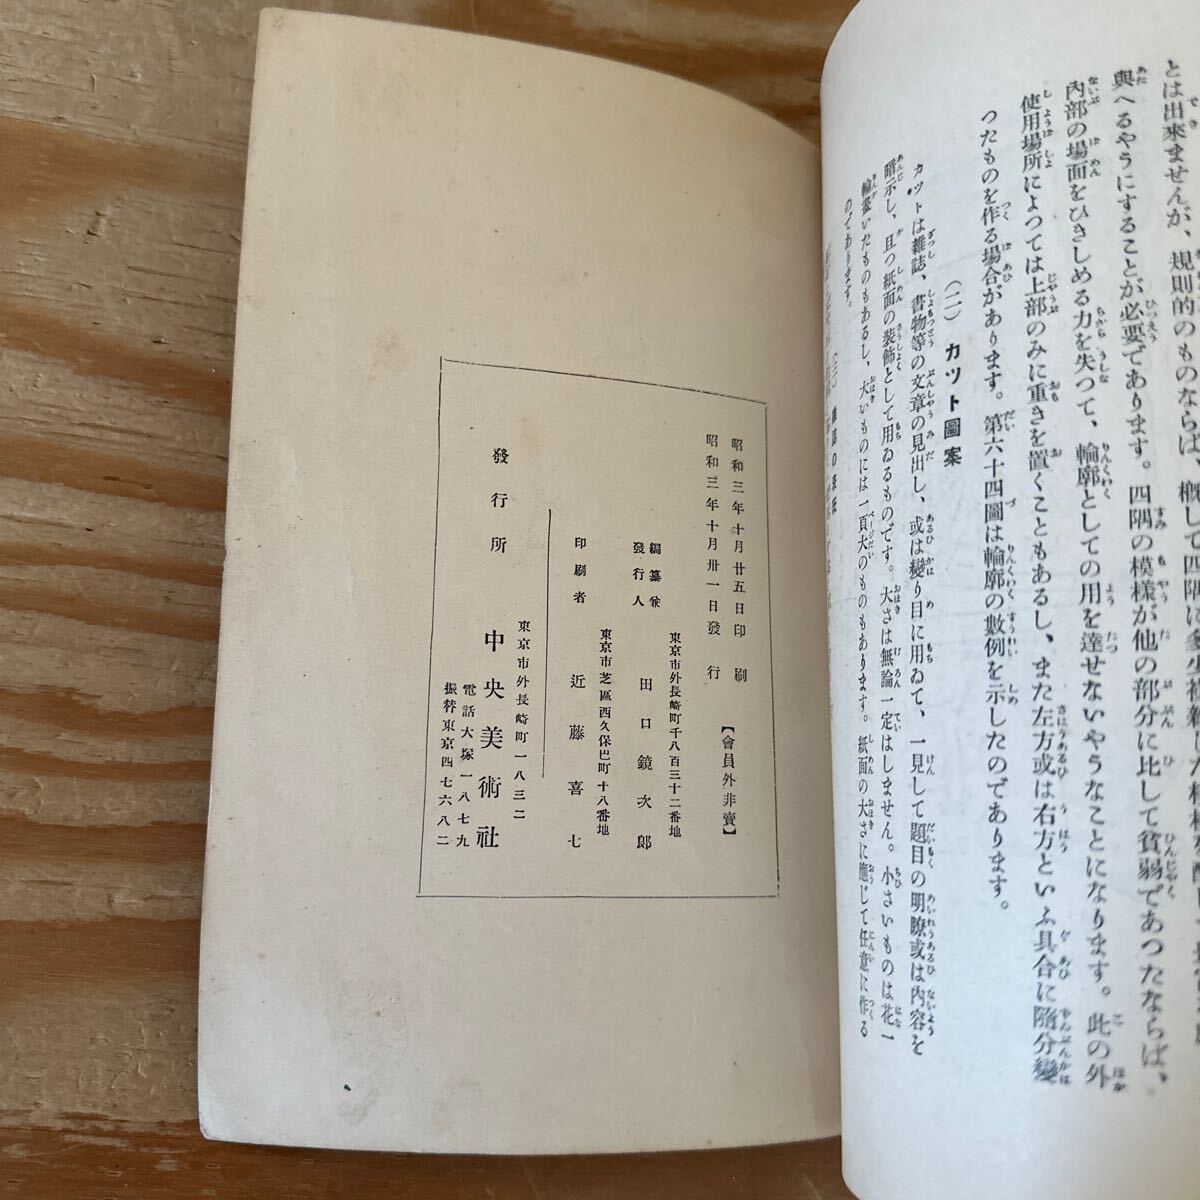 とは出來ませんが、規則的のものならば、概して四隅に多少複雜した模樣を配
與へるやうにすることが必要であります。四隅の模樣が他の部分に比して貧弱であつたならば、
内部の場面をひきしめる力を失つて、輪廓としての用を達せないやうなことになります。此の外
使用場所によつては上部のみに重きを置くこともあるし、また左方或は右方といふ具合に隨分變
つたものを作る場合があります。第六十四圖は輪廓の數例を示したのであります。
(二) カツト圖案
カツトは雜誌、書物等の文章の見出し、或は變り目に用ゐて、一見して題目の明瞭或は内容を
暗示し、且つ紙面の裝飾として用ゐるものです。大さは無論一定はしません。小さいものは花一
輪畫いたものもあるし、大いものには一頁大のものもあります。紙面の大さに應じて任意に作る
のであります。
(三) 雜誌の表紙
昭和三年十月廿五日印刷
昭和三年十月卅一日發行
【會員外非賣】
編纂兼
發行人
東京市外長崎町千八百三十二番地
田口鏡次郎
印刷者
東京市芝區西久保巴町十八番地
近藤喜七
發行所
東京市外長崎町一八三二
中央美術社
電話大塚一八七九
振替東京四七六八二